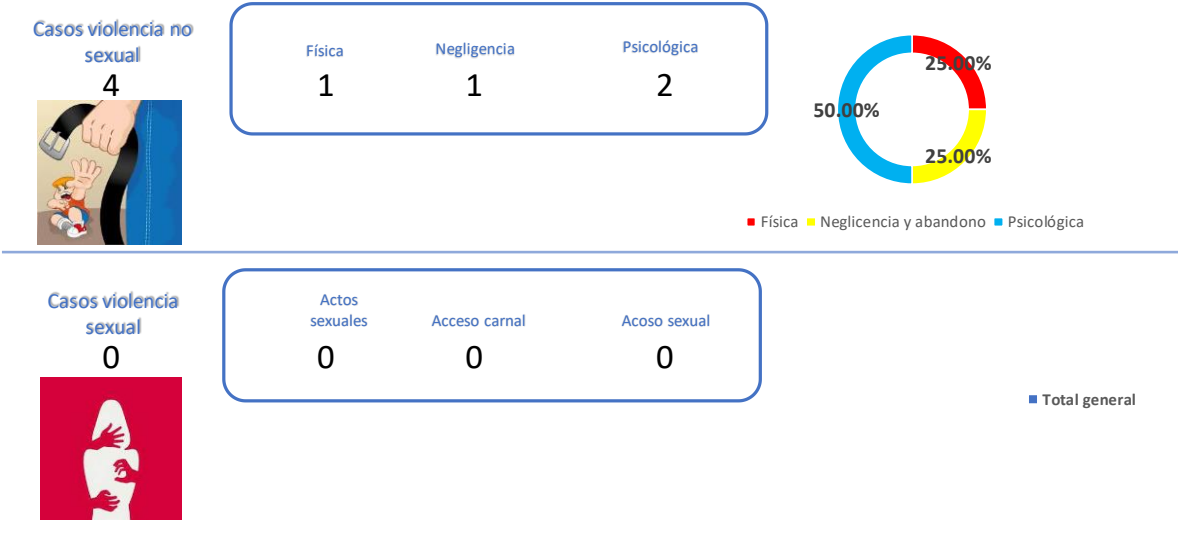 Casos violencia no
sexual
4
Física
1
Negligencia
1
Psicológica
2
25.00%
50.00%
25.00%
Física
Neglicencia y abandono
Psicológica
Casos violencia
sexual
0
Actos
sexuales
0
Acceso carnal
0
Acoso sexual
0
Total general